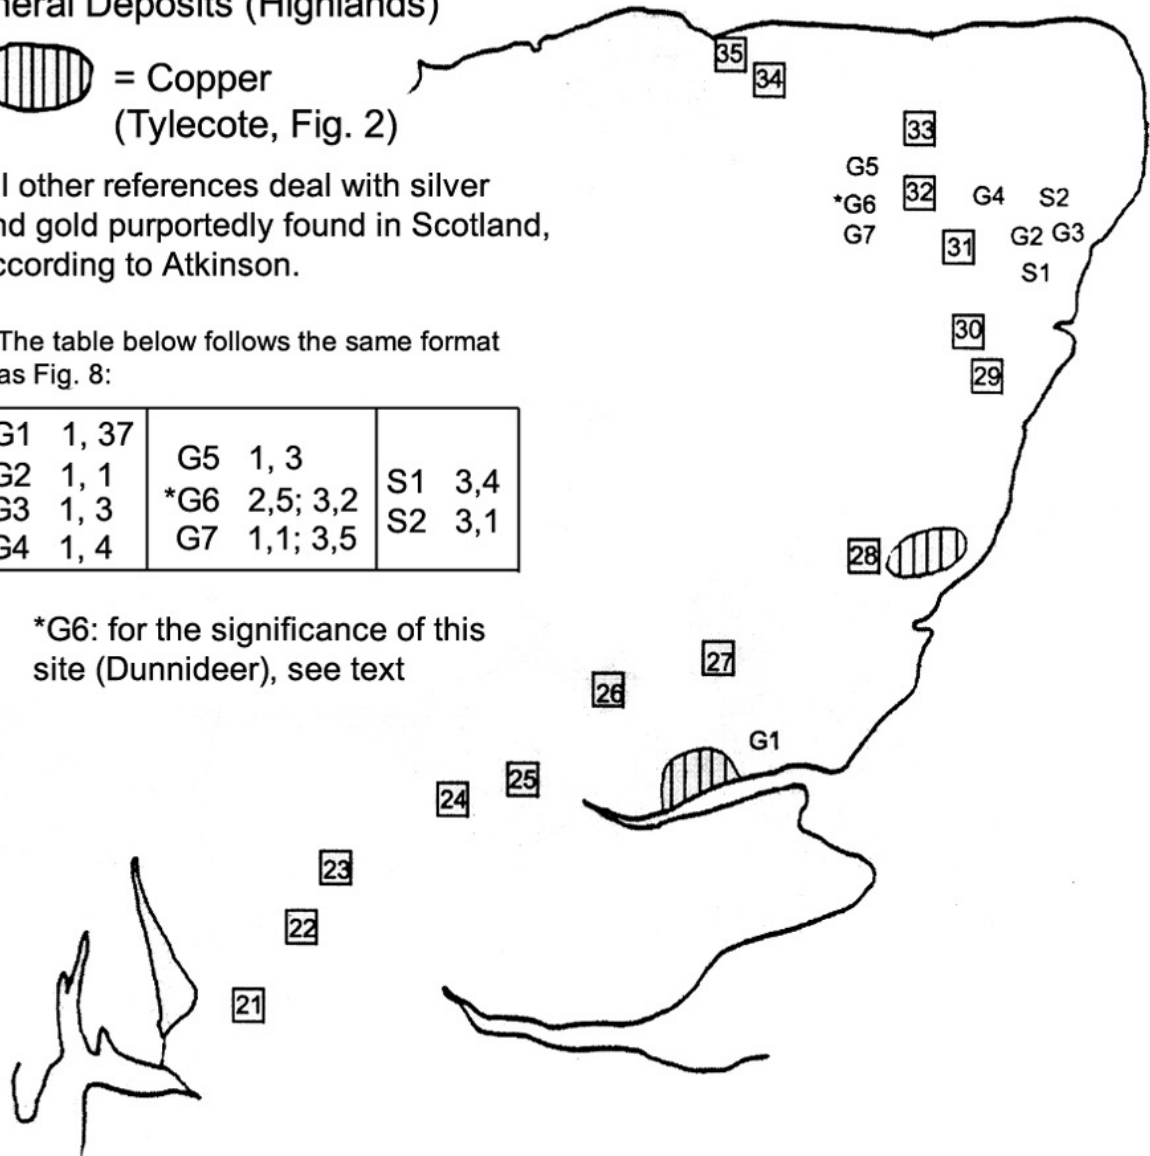 neral Deposits (Highlands)
= Copper
(Tylecote, Fig. 2)
l other references deal with silver
nd gold purportedly found in Scotland,
ccording to Atkinson.
The table below follows the same format
as Fig. 8:
G1 1, 37
G2 1, 1
G3 1, 3
G4 1, 4
G5 1, 3
*G6 2,5; 3,2
G7 1,1; 3,5
S1 3,4
S2 3,1
*G6: for the significance of this
site (Dunnideer), see text
35
34
33
G5
*G6 32 G4 S2
G7 31 G2 G3
S1
30
29
28
27
26
G1
25
24
23
22
21